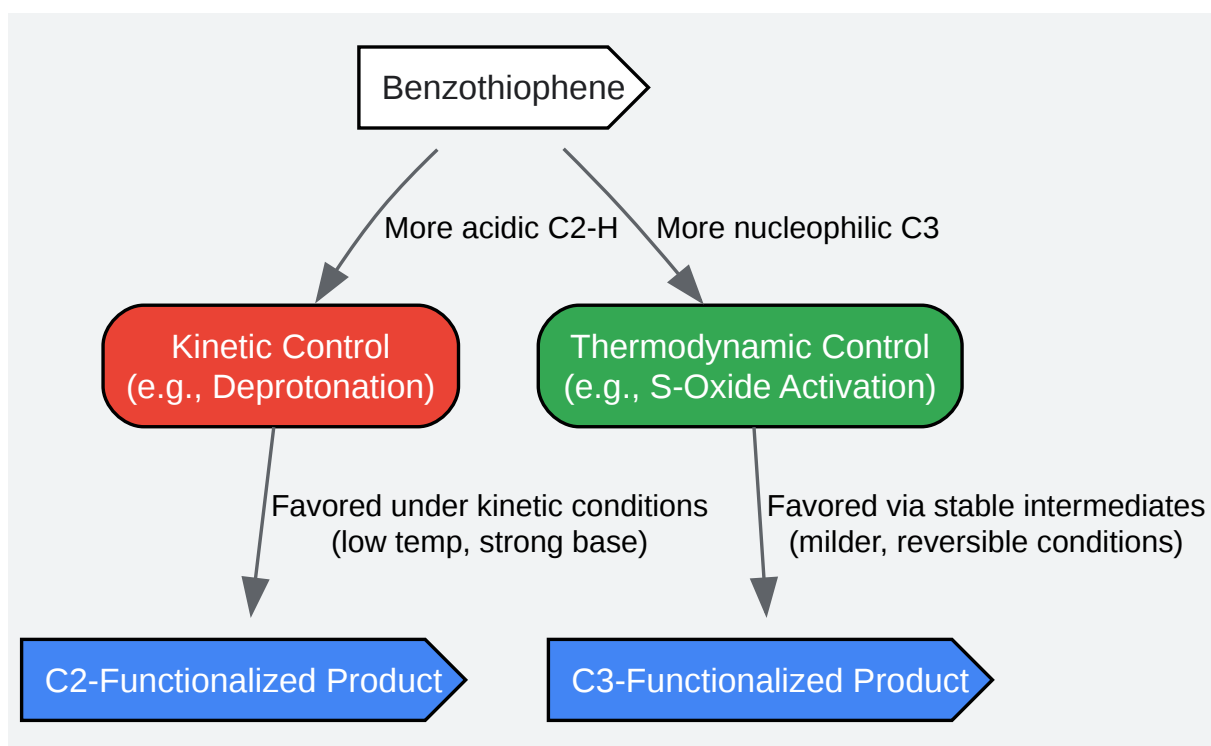 Benzothiophene
More acidic C2-H
More nucleophilic C3
Kinetic Control
(e.g., Deprotonation)
Thermodynamic Control
(e.g., S-Oxide Activation)
Favored under kinetic conditions
(low temp, strong base)
Favored via stable intermediates
(milder, reversible conditions)
C2-Functionalized Product
C3-Functionalized Product